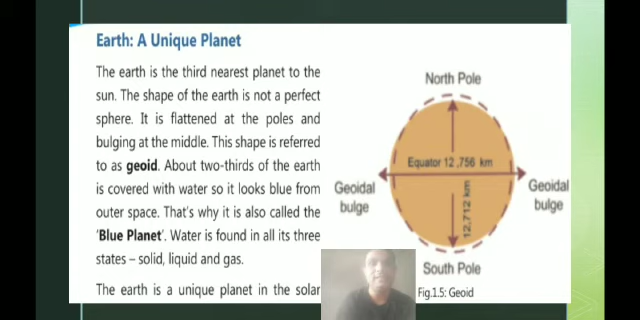 Earth: A Unique Planet
The earth is the third nearest planet to the
sun. The shape of the earth is not a perfect
sphere. It is flattened at the poles and
bulging at the middle. This shape is referred
to as geoid. About two-thirds of the earth
is covered with water so it looks blue from
outer space. That's why it is also called the
'Blue Planet'. Water is found in all its three
states – solid, liquid and gas.
The earth is a unique planet in the solar
North Pole
Equator 12 ,756 km
Geoidal
bulge
12,712 km
Geoidal
bulge
South Pole
Fig.1.5: Geoid